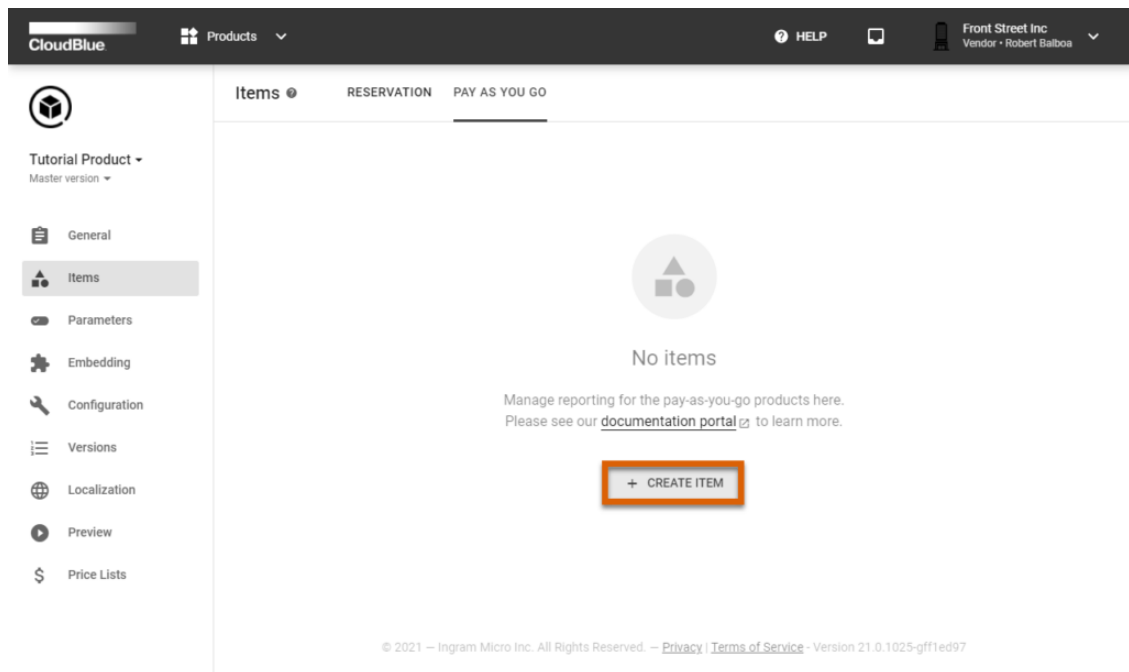 CloudBlue
Products
HELP
Front Street Inc
Vendor • Robert Balboa
Items
RESERVATION
PAY AS YOU GO
Tutorial Product
Master version
General
Items
Parameters
Embedding
Configuration
Versions
Localization
Preview
Price Lists
No items
Manage reporting for the pay-as-you-go products here.
Please see our documentation portal to learn more.
+ CREATE ITEM
© 2021 – Ingram Micro Inc. All Rights Reserved. – Privacy | Terms of Service - Version 21.0.1025-gff1ed97